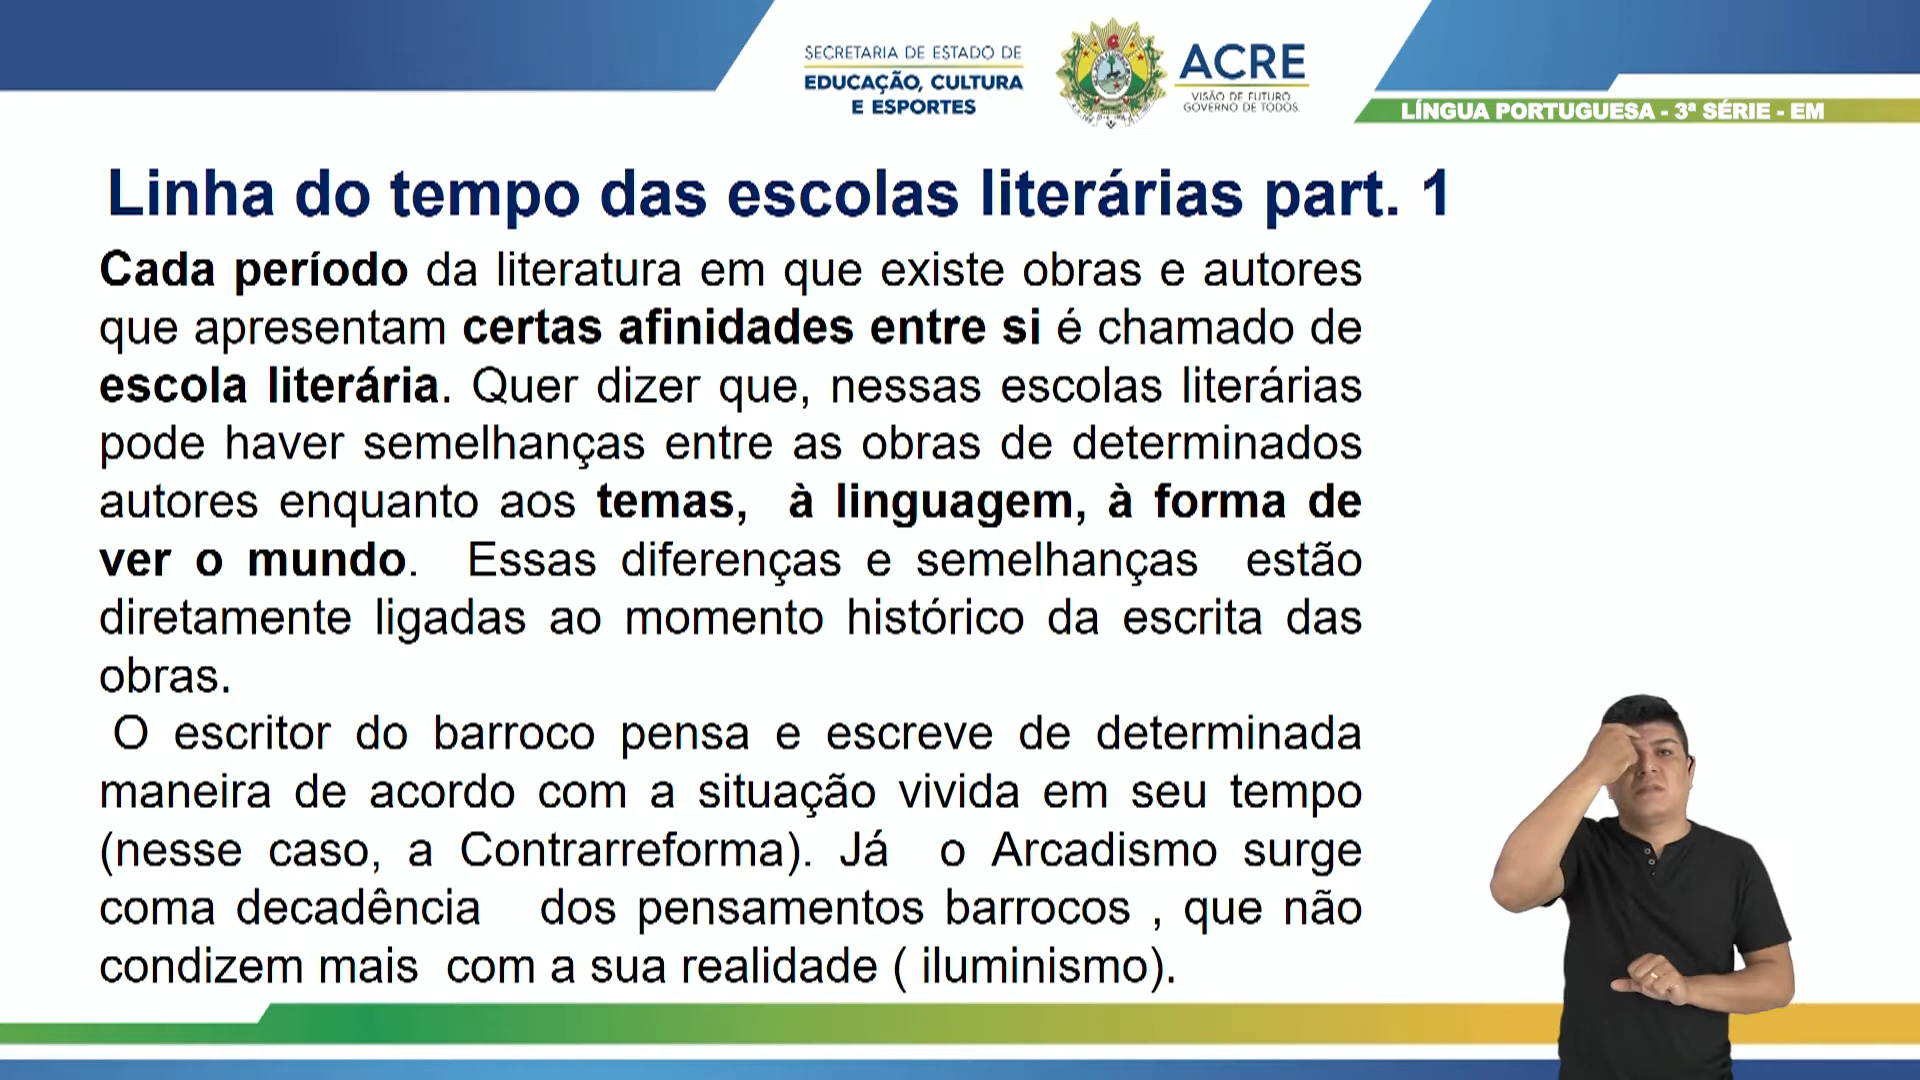 SECRETARIA DE ESTADO DE
EDUCAÇÃO, CULTURA
E ESPORTES
ACRE
VISÃO DE FUTURO
GOVERNO DE TODOS
LÍNGUA PORTUGUESA - 3ª SÉRIE - EM
Linha do tempo das escolas literárias part. 1
Cada período da literatura em que existe obras e autores
que apresentam certas afinidades entre si é chamado de
escola literária. Quer dizer que, nessas escolas literárias
pode haver semelhanças entre as obras de determinados
autores enquanto aos temas, à linguagem, à forma de
ver o mundo. Essas diferenças e semelhanças estão
diretamente ligadas ao momento histórico da escrita das
obras.
O escritor do barroco pensa e escreve de determinada
maneira de acordo com a situação vivida em seu tempo
(nesse caso, a Contrarreforma). Já o Arcadismo surge
coma decadência dos pensamentos barrocos , que não
condizem mais com a sua realidade ( iluminismo).